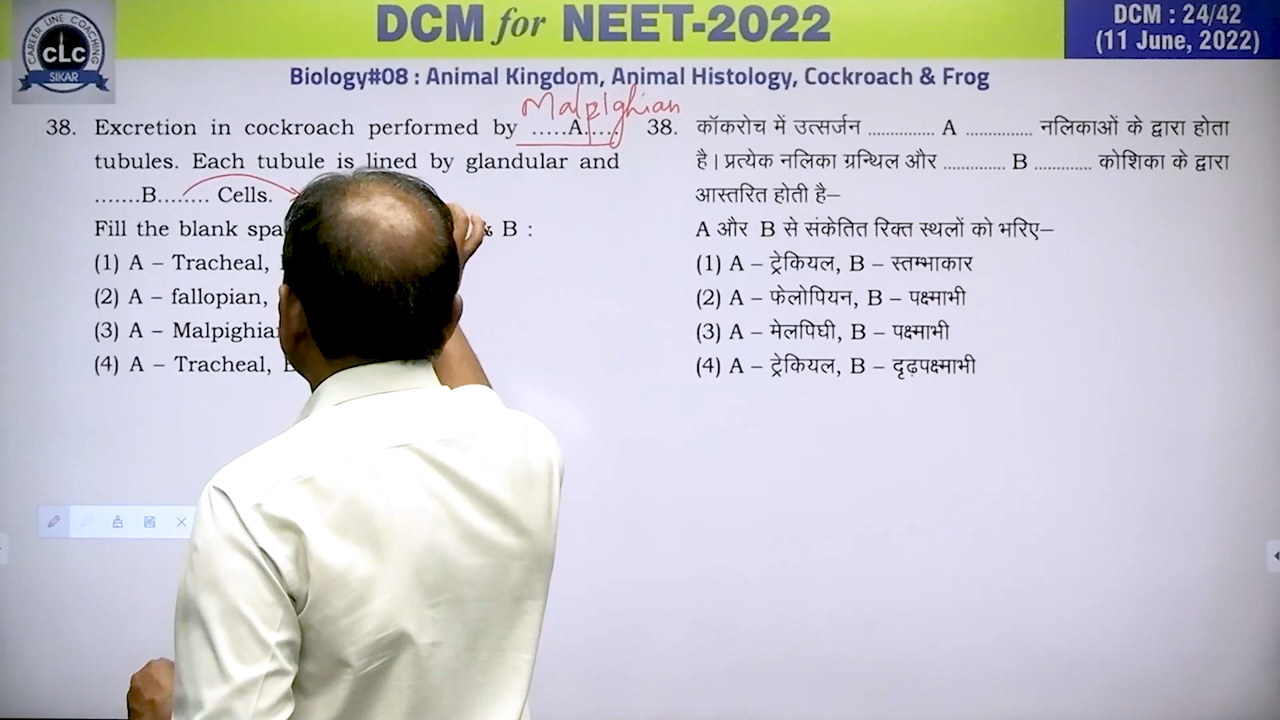 DCM for NEET-2022
DCM : 24/42
(11 June, 2022)
CAREER LINE COACHING
CLC
SIKAR
Biology#08 : Animal Kingdom, Animal Histology, Cockroach & Frog
Malpighian
38. Excretion in cockroach performed by .....A.....
tubules. Each tubule is lined by glandular and
.......B........ Cells.
Fill the blank & B :
(1) A – Tracheal,
(2) A – fallopian,
(3) A –
(4) A – Tracheal,
38. कॉकरोच में उत्सर्जन .............. A .............. नलिकाओं के द्वारा होता
है। प्रत्येक नलिका ग्रन्थिल और ............. B ............. कोशिका के द्वारा
आस्तरित होती है–
A और B से संकेतित रिक्त स्थलों को भरिए–
(1) A – ट्रेकियल, B – स्तम्भाकार
(2) A – फेलोपियन, B – पक्ष्माभी
(3) A – मेलपिघी, B – पक्ष्माभी
(4) A – ट्रेकियल, B – दृढ़पक्ष्माभी